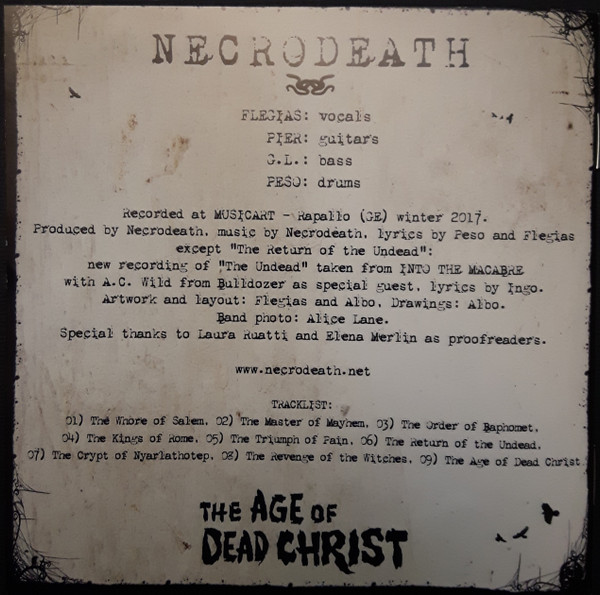 NECRODEATH
FLEGIAS: vocals
PIER: guitars
G.L.: bass
PESO: drums
Recorded at MUSICART - Rapallo (GE) winter 2017.
Produced by Necrodeath, music by Necrodeath, lyrics by Peso and Flegias
except "The Return of the Undead":
new recording of "The Undead" taken from INTO THE MACABRE
with A.C. Wild from Bulldozer as special guest, lyrics by Ingo.
Artwork and layout: Flegias and Albo, Drawings: Albo.
Band photo: Alice Lane.
Special thanks to Laura Ruatti and Elena Merlin as proofreaders.
www.necrodeath.net
TRACKLIST:
01) The Whore of Salem, 02) The Master of Mayhem, 03) The Order of Baphomet,
04) The Kings of Rome, 05) The Triumph of Pain, 06) The Return of the Undead,
07) The Crypt of Nyarlathotep, 08) The Revenge of the Witches, 09) The Age of Dead Christ
THE AGE OF
DEAD CHRIST